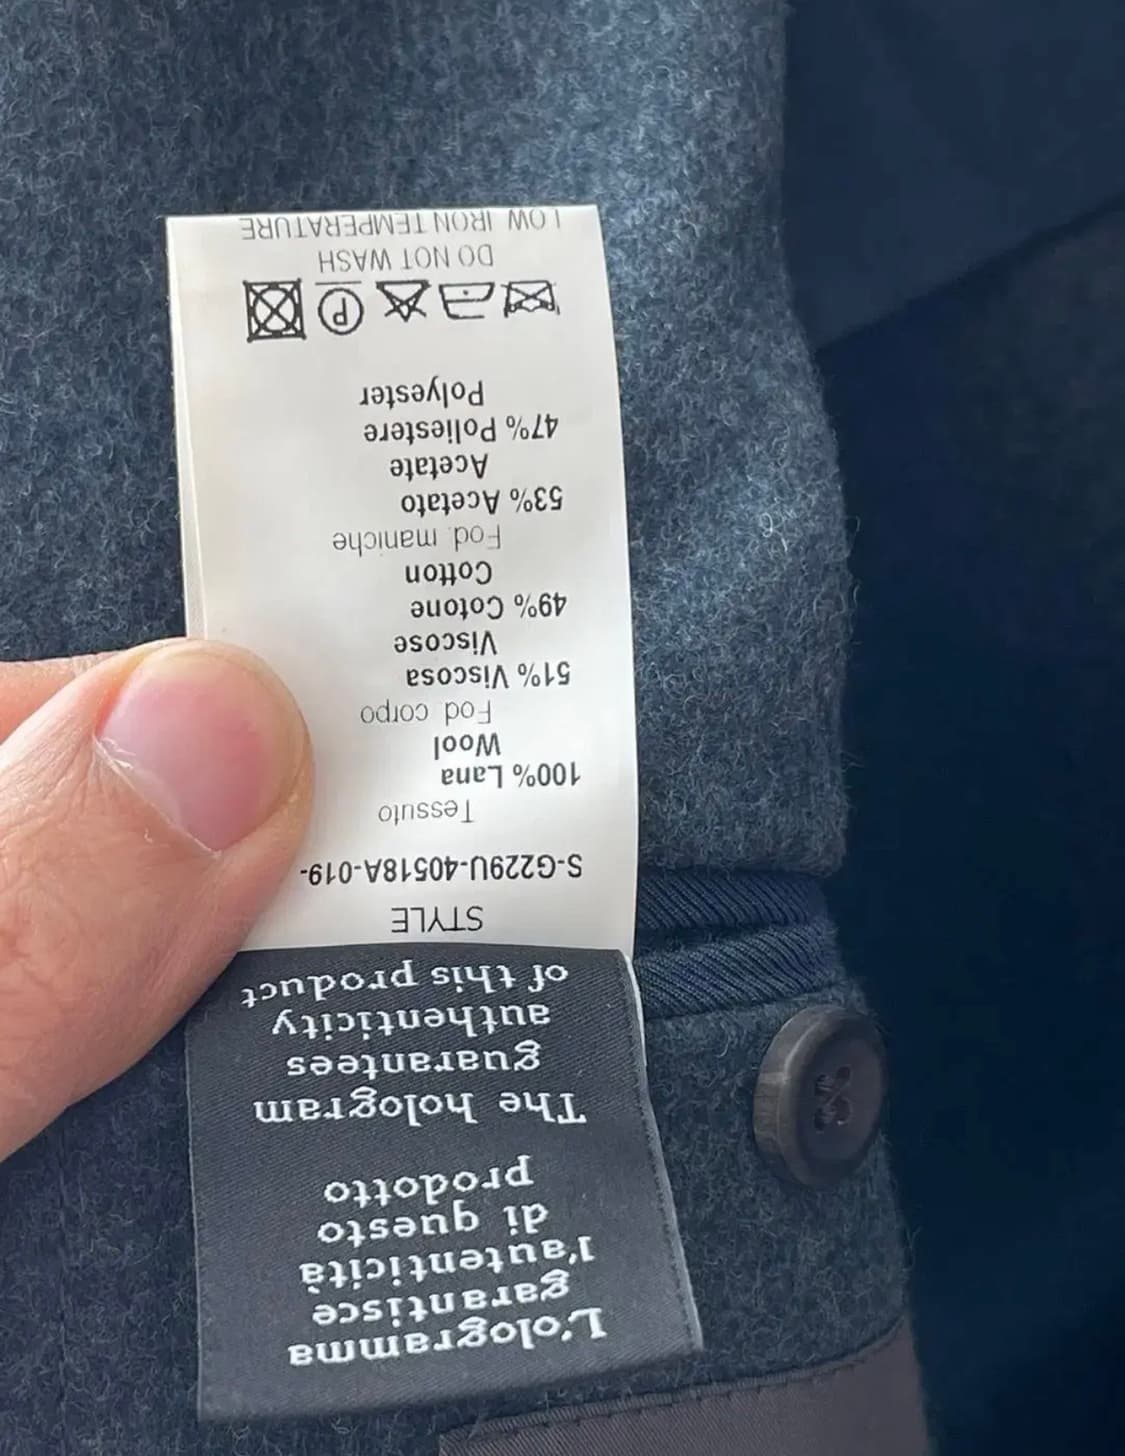 L'ologramma
garantisce
l'autenticità
di questo
prodotto
The hologram
guarantees
authenticity
of this product
STYLE
S-G229U-40518A-019-
Tessuto
100% Lana
Wool
Fod. corpo
51% Viscosa
Viscose
49% Cotone
Cotton
Fod. maniche
53% Acetato
Acetate
47% Poliestere
Polyester
P
DO NOT WASH
LOW IRON TEMPERATURE